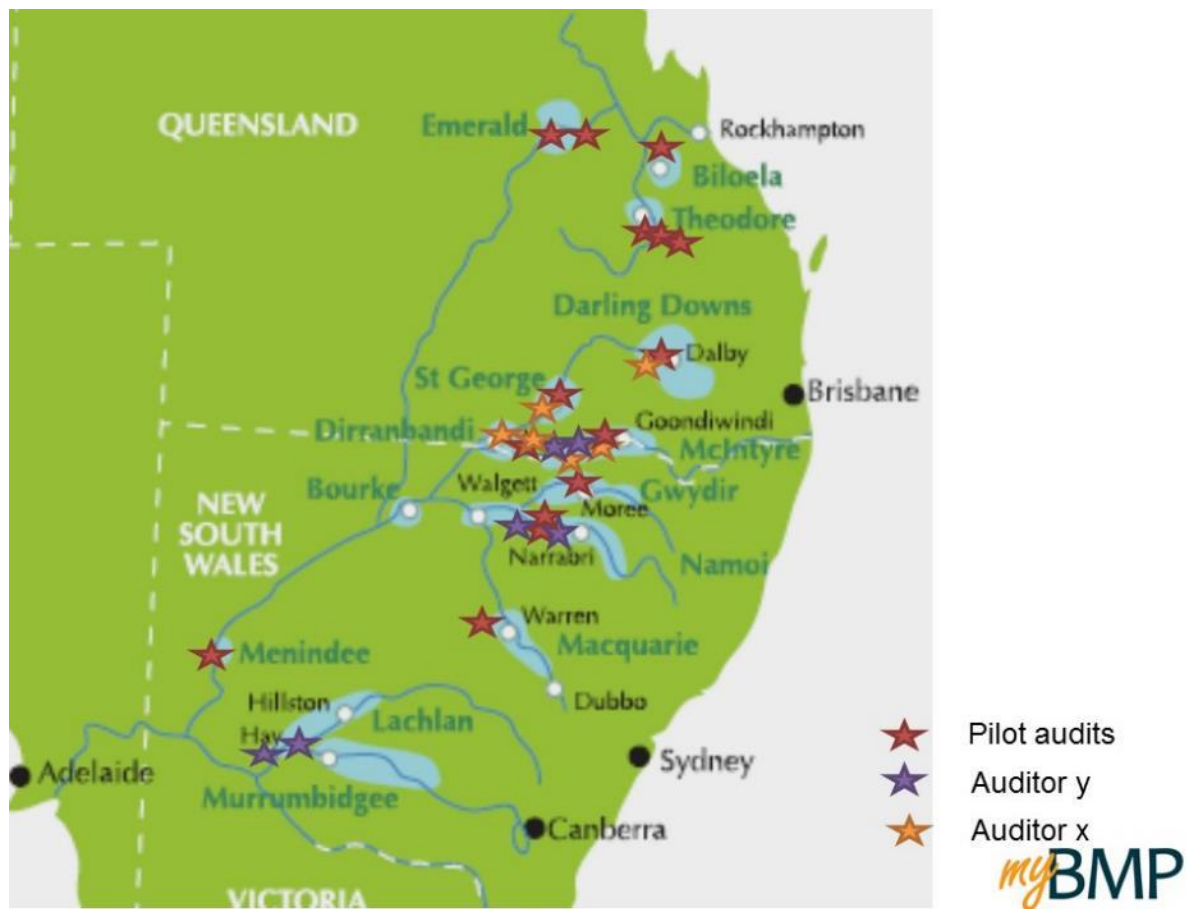 QUEENSLAND
Emerald
Rockhampton
Biloela
Theodore
Darling Downs
Dalby
St George
Brisbane
Goondiwindi
Dirranbandi
McIntyre
Walgett
Gwydir
Bourke
Moree
NEW
SOUTH
WALES
Narrabri
Namoi
Warren
Macquarie
Menindee
Hillston
Dubbo
Lachlan
Hay
Pilot audits
Sydney
Adelaide
Auditor y
Murrumbidgee
Canberra
Auditor x
myBMP
VICTORIA